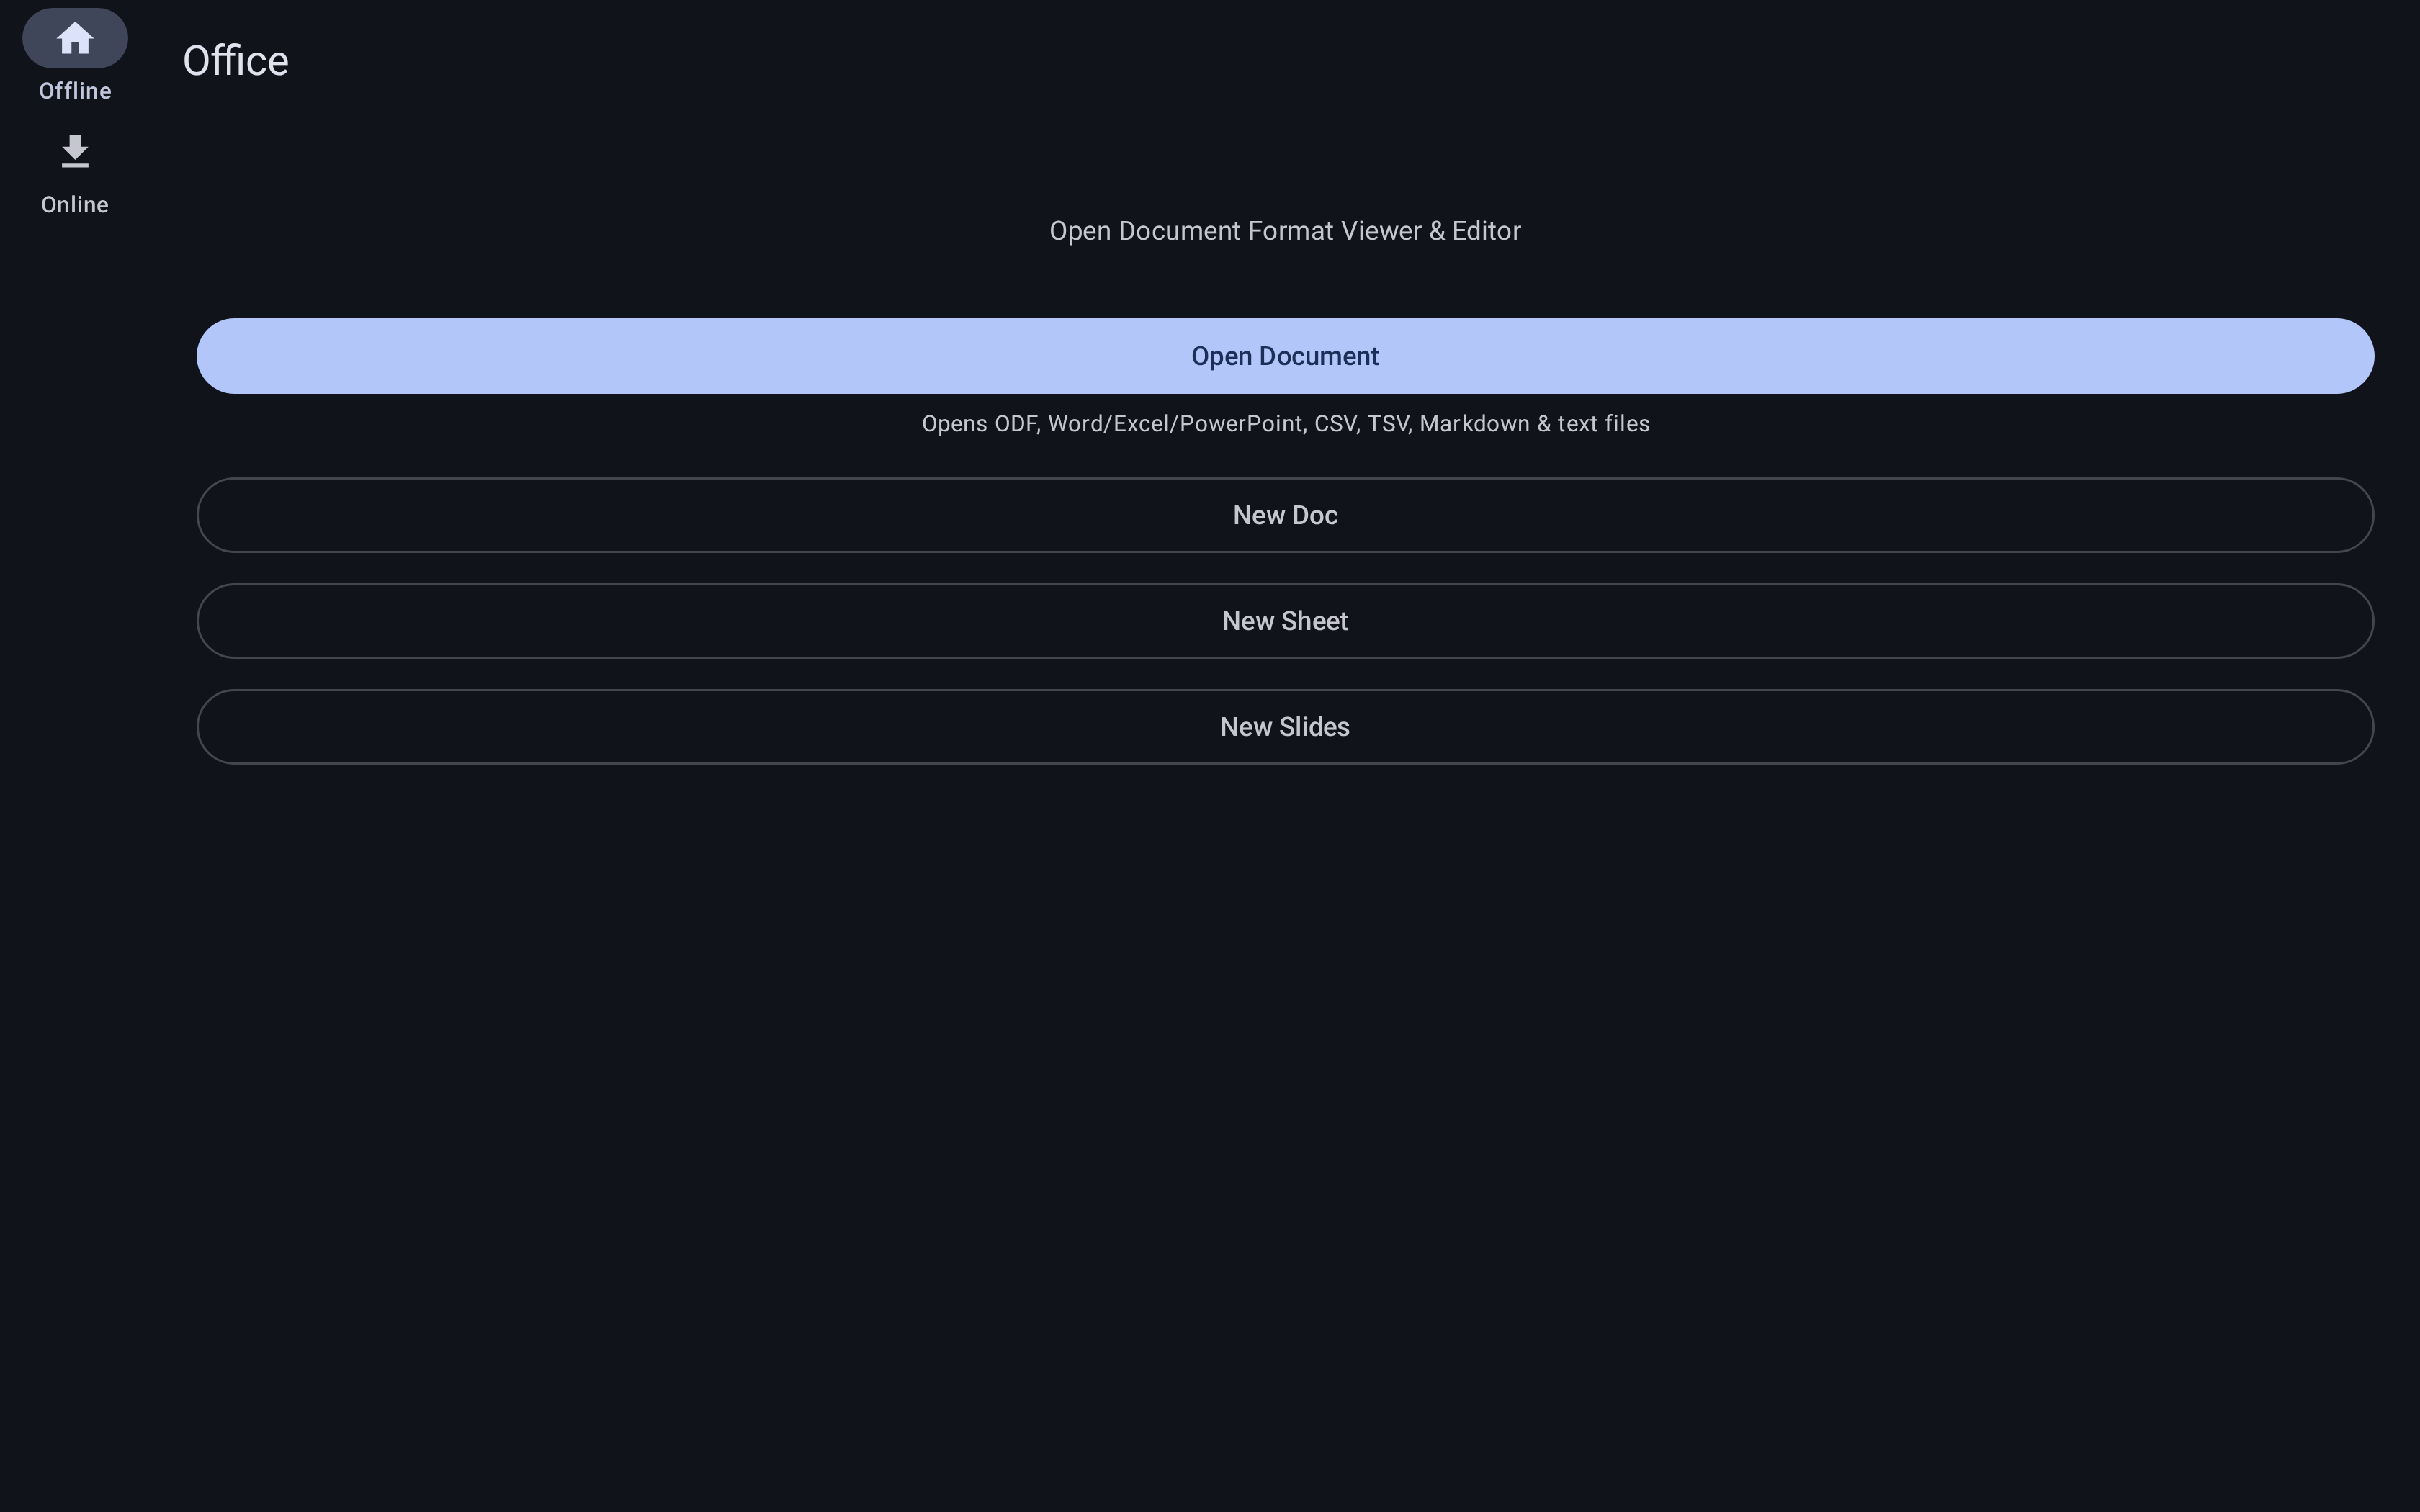 Office
Offline
Online
Open Document Format Viewer & Editor
Open Document
Opens ODF, Word/Excel/PowerPoint, CSV, TSV, Markdown & text files
New Doc
New Sheet
New Slides